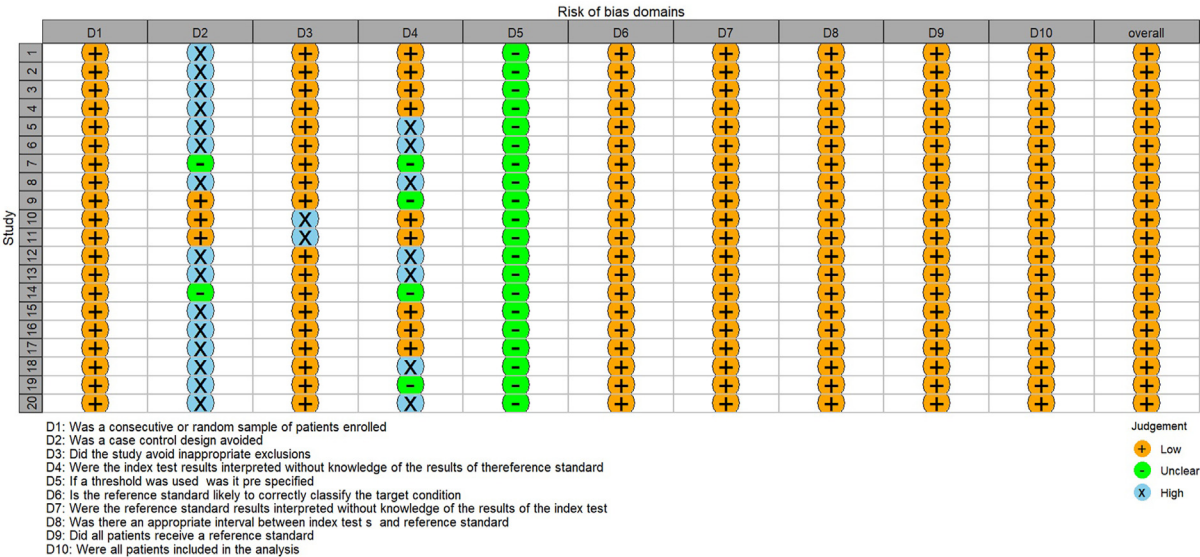 Risk of bias domains
D1 D2 D3 D4 D5 D6 D7 D8 D9 D10 overall
Study
1 + X + + - + + + + + +
2 + X + + - + + + + + +
3 + X + + - + + + + + +
4 + X + + - + + + + + +
5 + X + X - + + + + + +
6 + X + X - + + + + + +
7 + - + - - + + + + + +
8 + X + X - + + + + + +
9 + + + - - + + + + + +
10 + + X + - + + + + + +
11 + + X + - + + + + + +
12 + X + X - + + + + + +
13 + X + X - + + + + + +
14 + - + - - + + + + + +
15 + X + + - + + + + + +
16 + X + + - + + + + + +
17 + X + + - + + + + + +
18 + X + X - + + + + + +
19 + X + - - + + + + + +
20 + X + X - + + + + + +
D1: Was a consecutive or random sample of patients enrolled
D2: Was a case control design avoided
D3: Did the study avoid inappropriate exclusions
D4: Were the index test results interpreted without knowledge of the results of thereference standard
D5: If a threshold was used was it pre specified
D6: Is the reference standard likely to correctly classify the target condition
D7: Were the reference standard results interpreted without knowledge of the results of the index test
D8: Was there an appropriate interval between index test s and reference standard
D9: Did all patients receive a reference standard
D10: Were all patients included in the analysis
Judgement
+ Low
- Unclear
X High